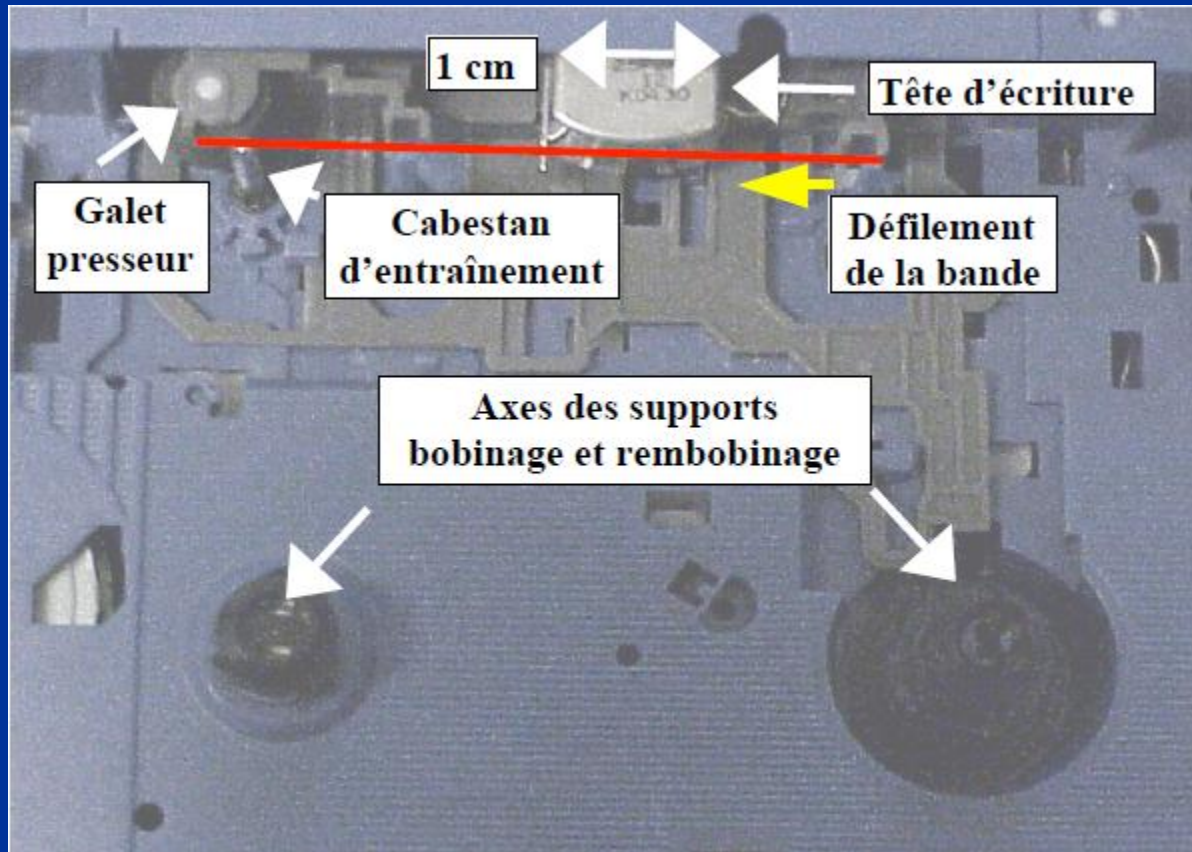 1 cm
Tête d'écriture
Galet
presseur
Cabestan
d'entraînement
Défilement
de la bande
Axes des supports
bobinage et rembobinage